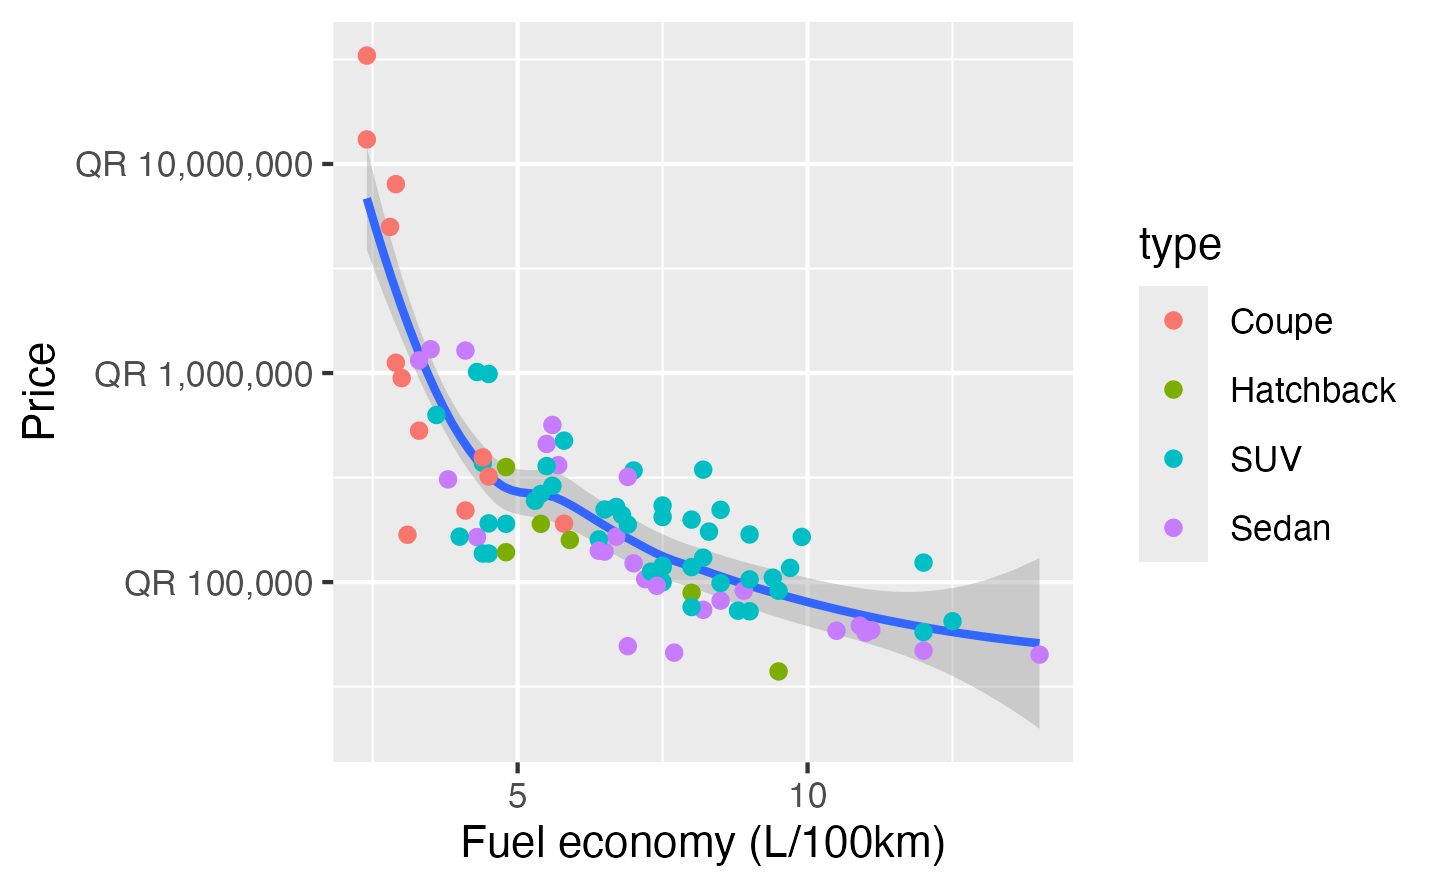 QR 10,000,000
QR 1,000,000
QR 100,000
Price
5
10
Fuel economy (L/100km)
type
Coupe
Hatchback
SUV
Sedan